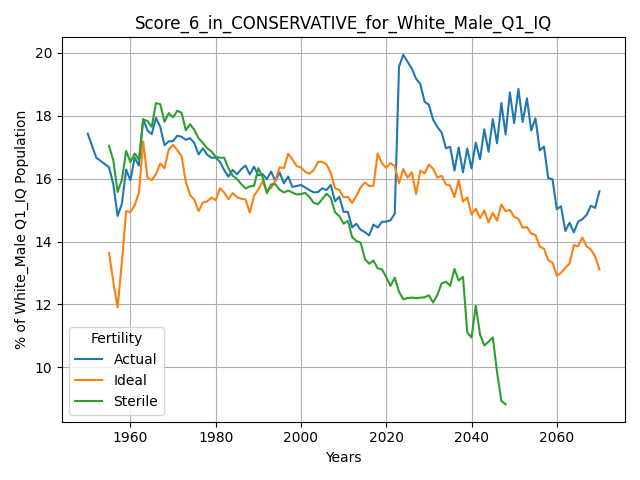 Score_6_in_CONSERVATIVE_for_White_Male_Q1_IQ
% of White_Male Q1_IQ Population
20
18
16
14
12
10
Fertility
Actual
Ideal
Sterile
1960
1980
2000
2020
2040
2060
Years